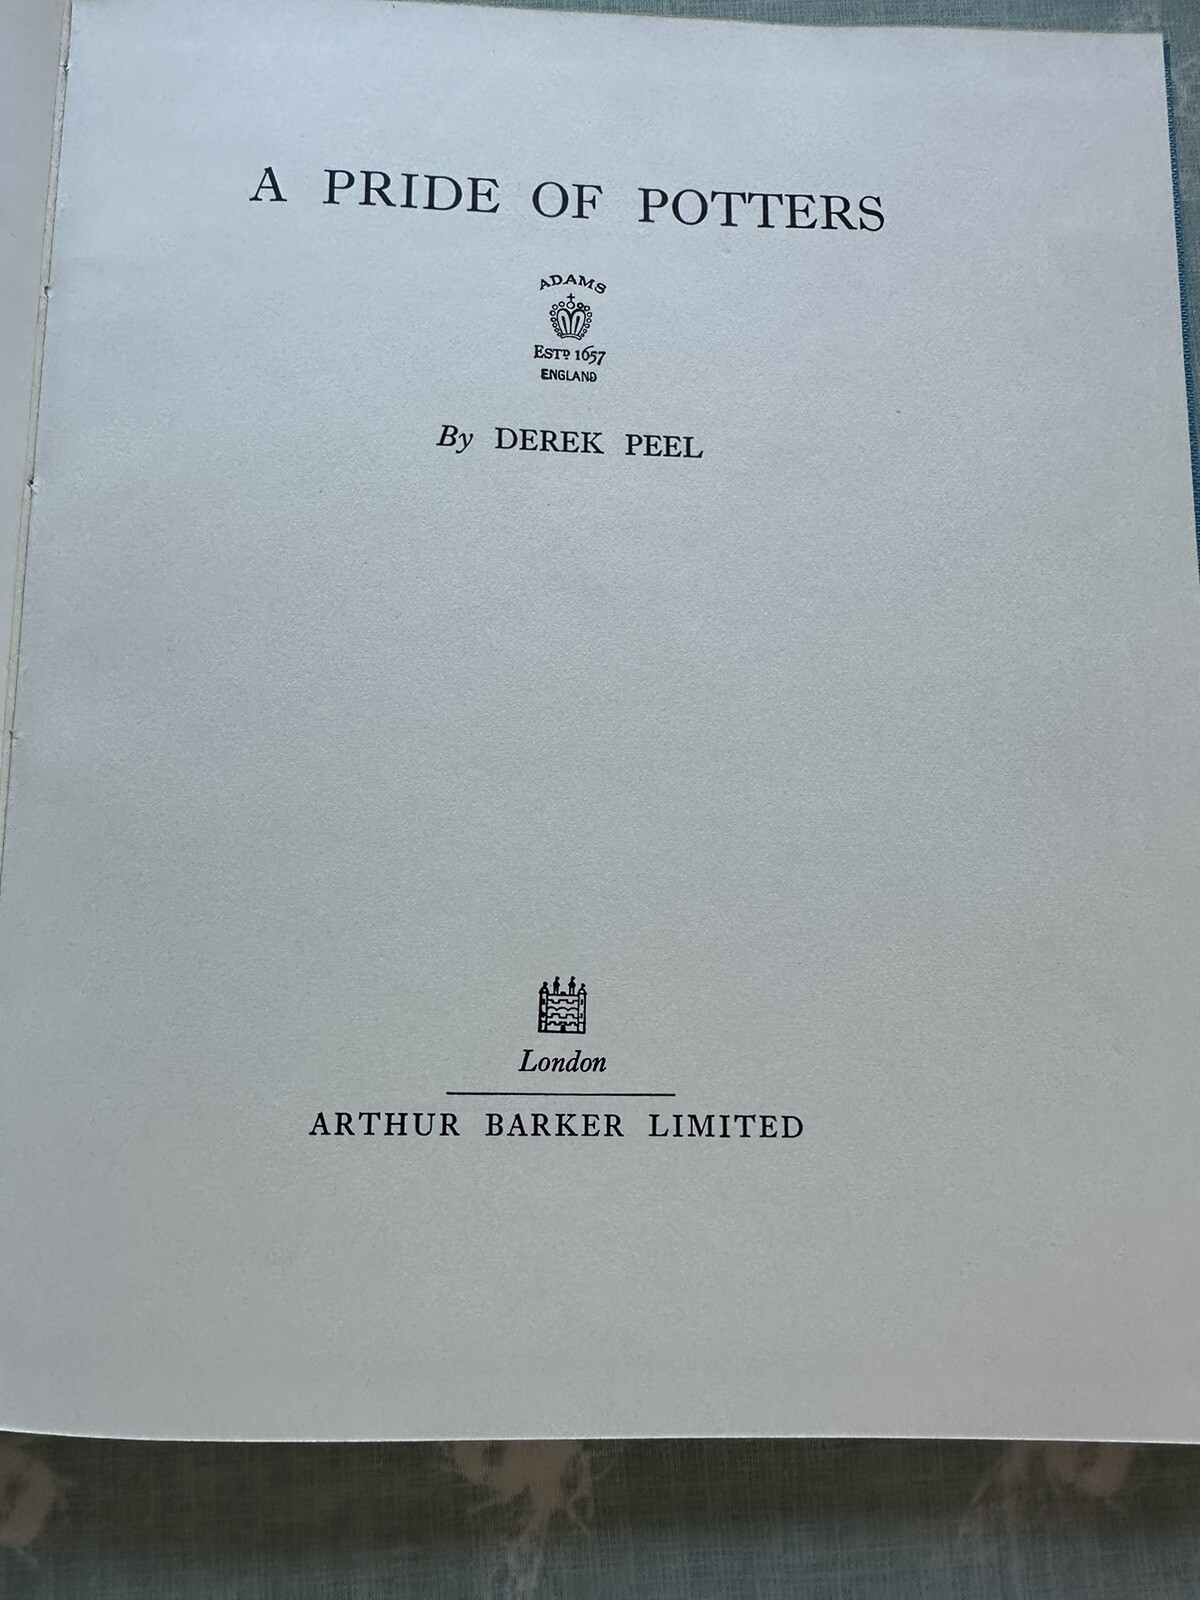 A PRIDE OF POTTERS
ADAMS
ESTD 1657
ENGLAND
By DEREK PEEL
London
ARTHUR BARKER LIMITED